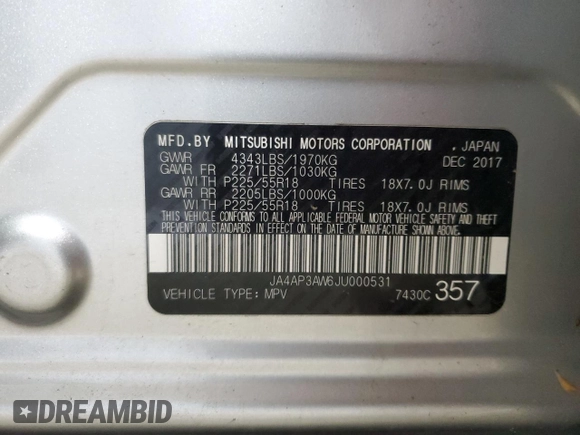 MFD.BY MITSUBISHI MOTORS CORPORATION . JAPAN
GVWR 4343LBS/1970KG DEC 2017
GAWR FR 2271LBS/1030KG
WITH P225/55R18 TIRES 18X7.0J RIMS
GAWR RR 2205LBS/1000KG
WITH P225/55R18 TIRES 18X7.0J RIMS
THIS VEHICLE CONFORMS TO ALL APPLICABLE FEDERAL MOTOR VEHICLE SAFETY AND THEFT
PREVENTION STANDARDS IN EFFECT ON THE DATE OF MANUFACTURE SHOWN ABOVE.
JA4AP3AW6JU000531
VEHICLE TYPE:MPV 7430C 357
DREAMBID